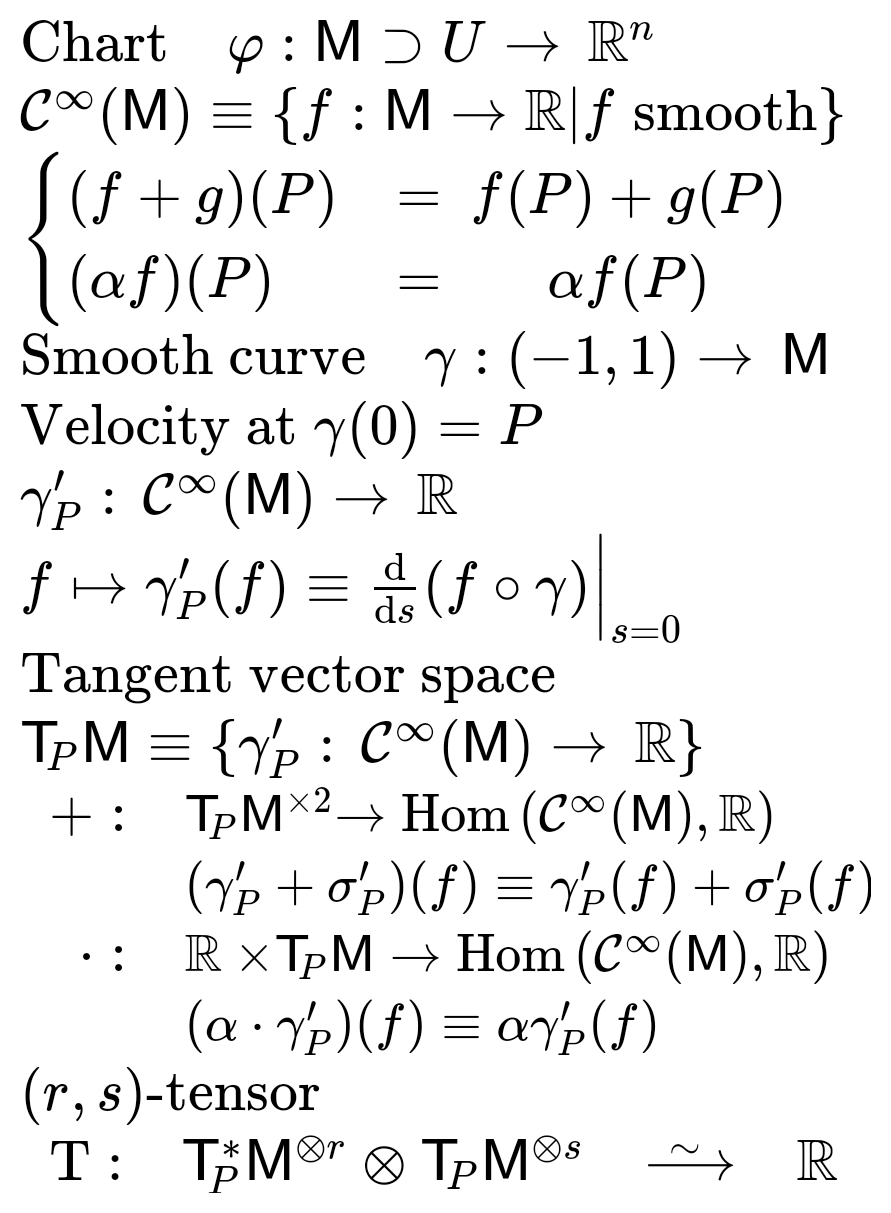 Chart φ : M ⊃ U → ℝⁿ
𝒞^∞(M) ≡ {f : M → ℝ|f smooth}
(f + g)(P) = f(P) + g(P)
(αf)(P) = αf(P)
Smooth curve γ : (−1, 1) → M
Velocity at γ(0) = P
γ′_P : 𝒞^∞(M) → ℝ
f ↦ γ′_P(f) ≡ d/ds (f ∘ γ)|_{s=0}
Tangent vector space
T_P M ≡ {γ′_P : 𝒞^∞(M) → ℝ}
+ : T_P M^{×2} → Hom (𝒞^∞(M), ℝ)
(γ′_P + σ′_P)(f) ≡ γ′_P(f) + σ′_P(f)
· : ℝ × T_P M → Hom (𝒞^∞(M), ℝ)
(α · γ′_P)(f) ≡ αγ′_P(f)
(r, s)-tensor
T : T*_P M^{⊗r} ⊗ T_P M^{⊗s} ⟶^∼ ℝ